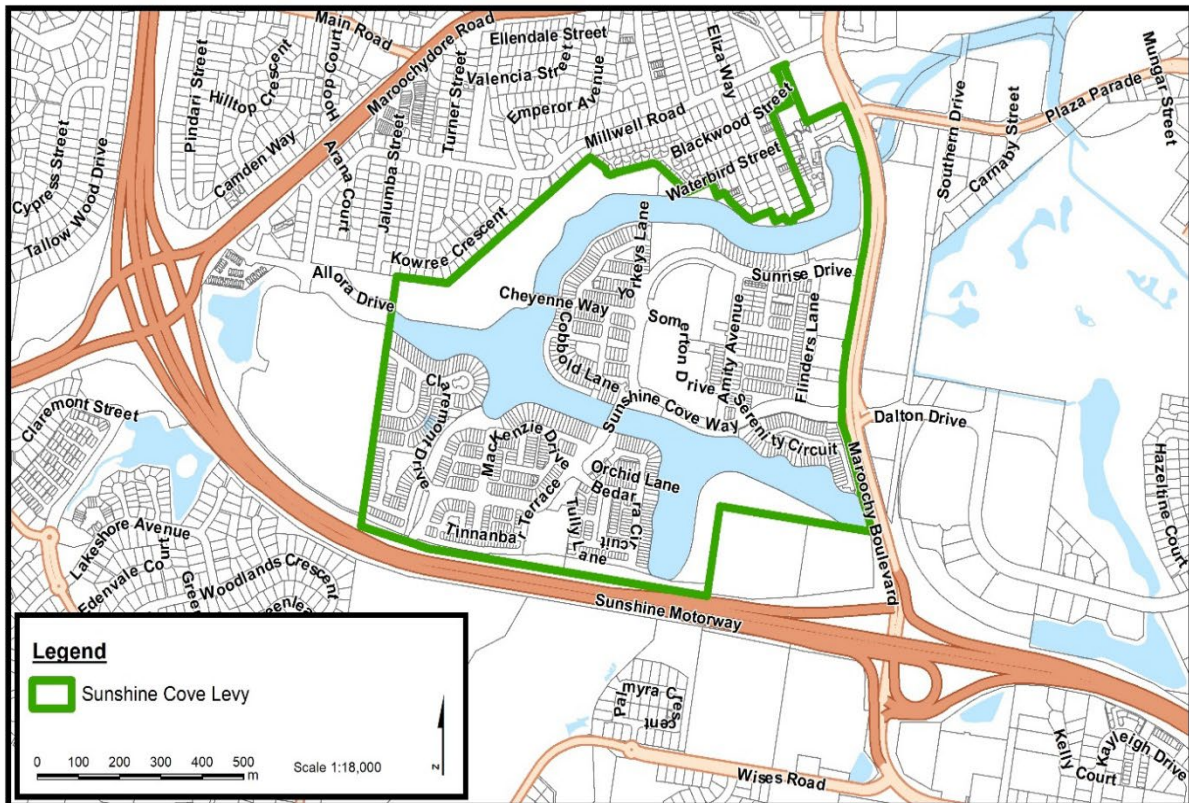 Main Road
Maroochydore Road
Ellendale Street
Eliza Way
Mungar Street
Pindari Street
Hilltop Crescent
Hoop Court
Turner Street
Valencia Street
Emperor Avenue
Millwell Road
Blackwood Street
Waterbird Street
Southern Drive
Carnaby Street
Plaza Parade
Cypress Street
Tallow Wood Drive
Camden Way
Arana Court
Jalumba Street
Kowree Crescent
Allora Drive
Yorkeys Lane
Sunrise Drive
Cheyenne Way
Cobbold Lane
Somerton Drive
Amity Avenue
Flinders Lane
Claremont Street
Claremont Drive
Mackenzie Drive
Sunshine Cove Way
Serenity Circuit
Dalton Drive
Maroochy Boulevard
Hazeltine Court
Orchid Lane
Bedarra Circuit
Tinnanbar Terrace
Tully Lane
Lakeshore Avenue
Edenvale Court
Woodlands Crescent
Sunshine Motorway
Palmyra Crescent
Wises Road
Kelly Court
Kayleigh Drive
Legend
Sunshine Cove Levy
0 100 200 300 400 500
m
Scale 1:18,000
N